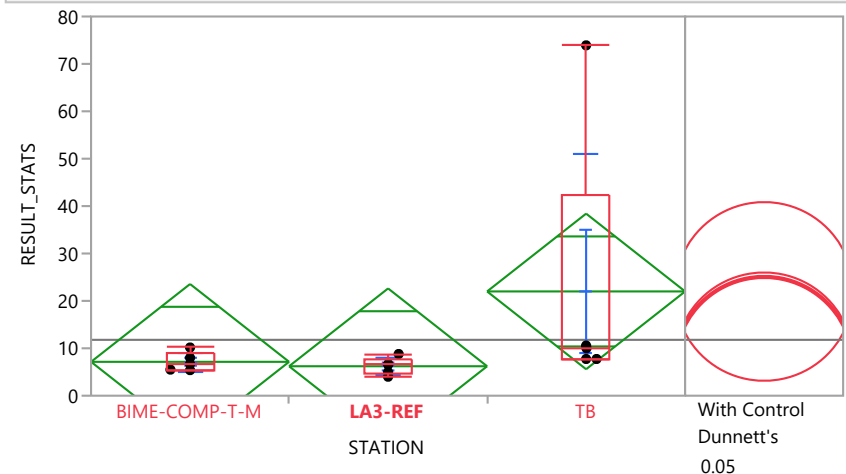 80
70
60
50
40
30
20
10
0
RESULT_STATS
BIME-COMP-T-M
LA3-REF
TB
STATION
With Control
Dunnett's
0.05